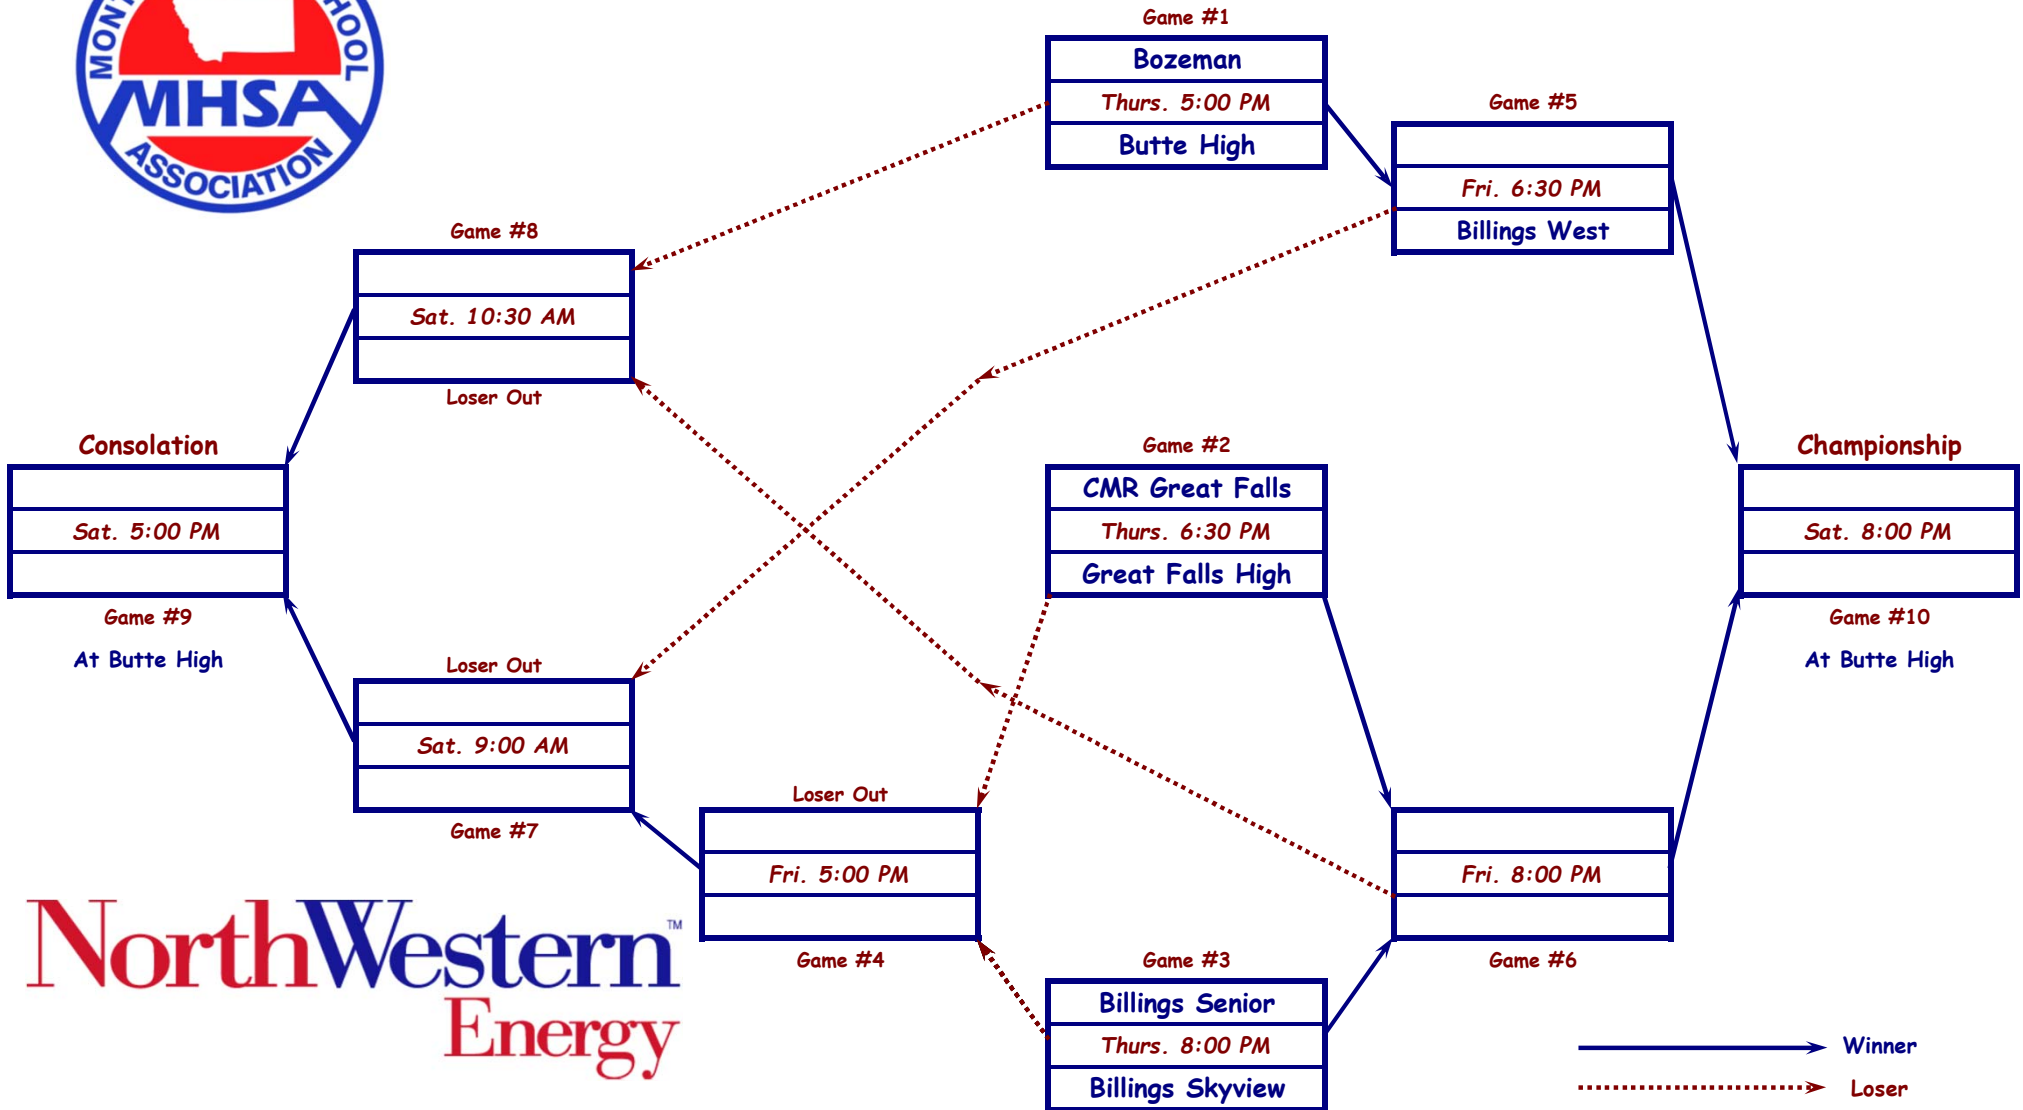 MHSA
ASSOCIATION
Game #1
Bozeman
Thurs. 5:00 PM
Butte High
Game #5
Fri. 6:30 PM
Billings West
Game #8
Sat. 10:30 AM
Loser Out
Consolation
Sat. 5:00 PM
Game #9
At Butte High
Game #2
CMR Great Falls
Thurs. 6:30 PM
Great Falls High
Championship
Sat. 8:00 PM
Game #10
At Butte High
Loser Out
Sat. 9:00 AM
Game #7
Loser Out
Fri. 5:00 PM
Game #4
Fri. 8:00 PM
Game #6
Game #3
Billings Senior
Thurs. 8:00 PM
Billings Skyview
NorthWestern™
Energy
Winner
Loser